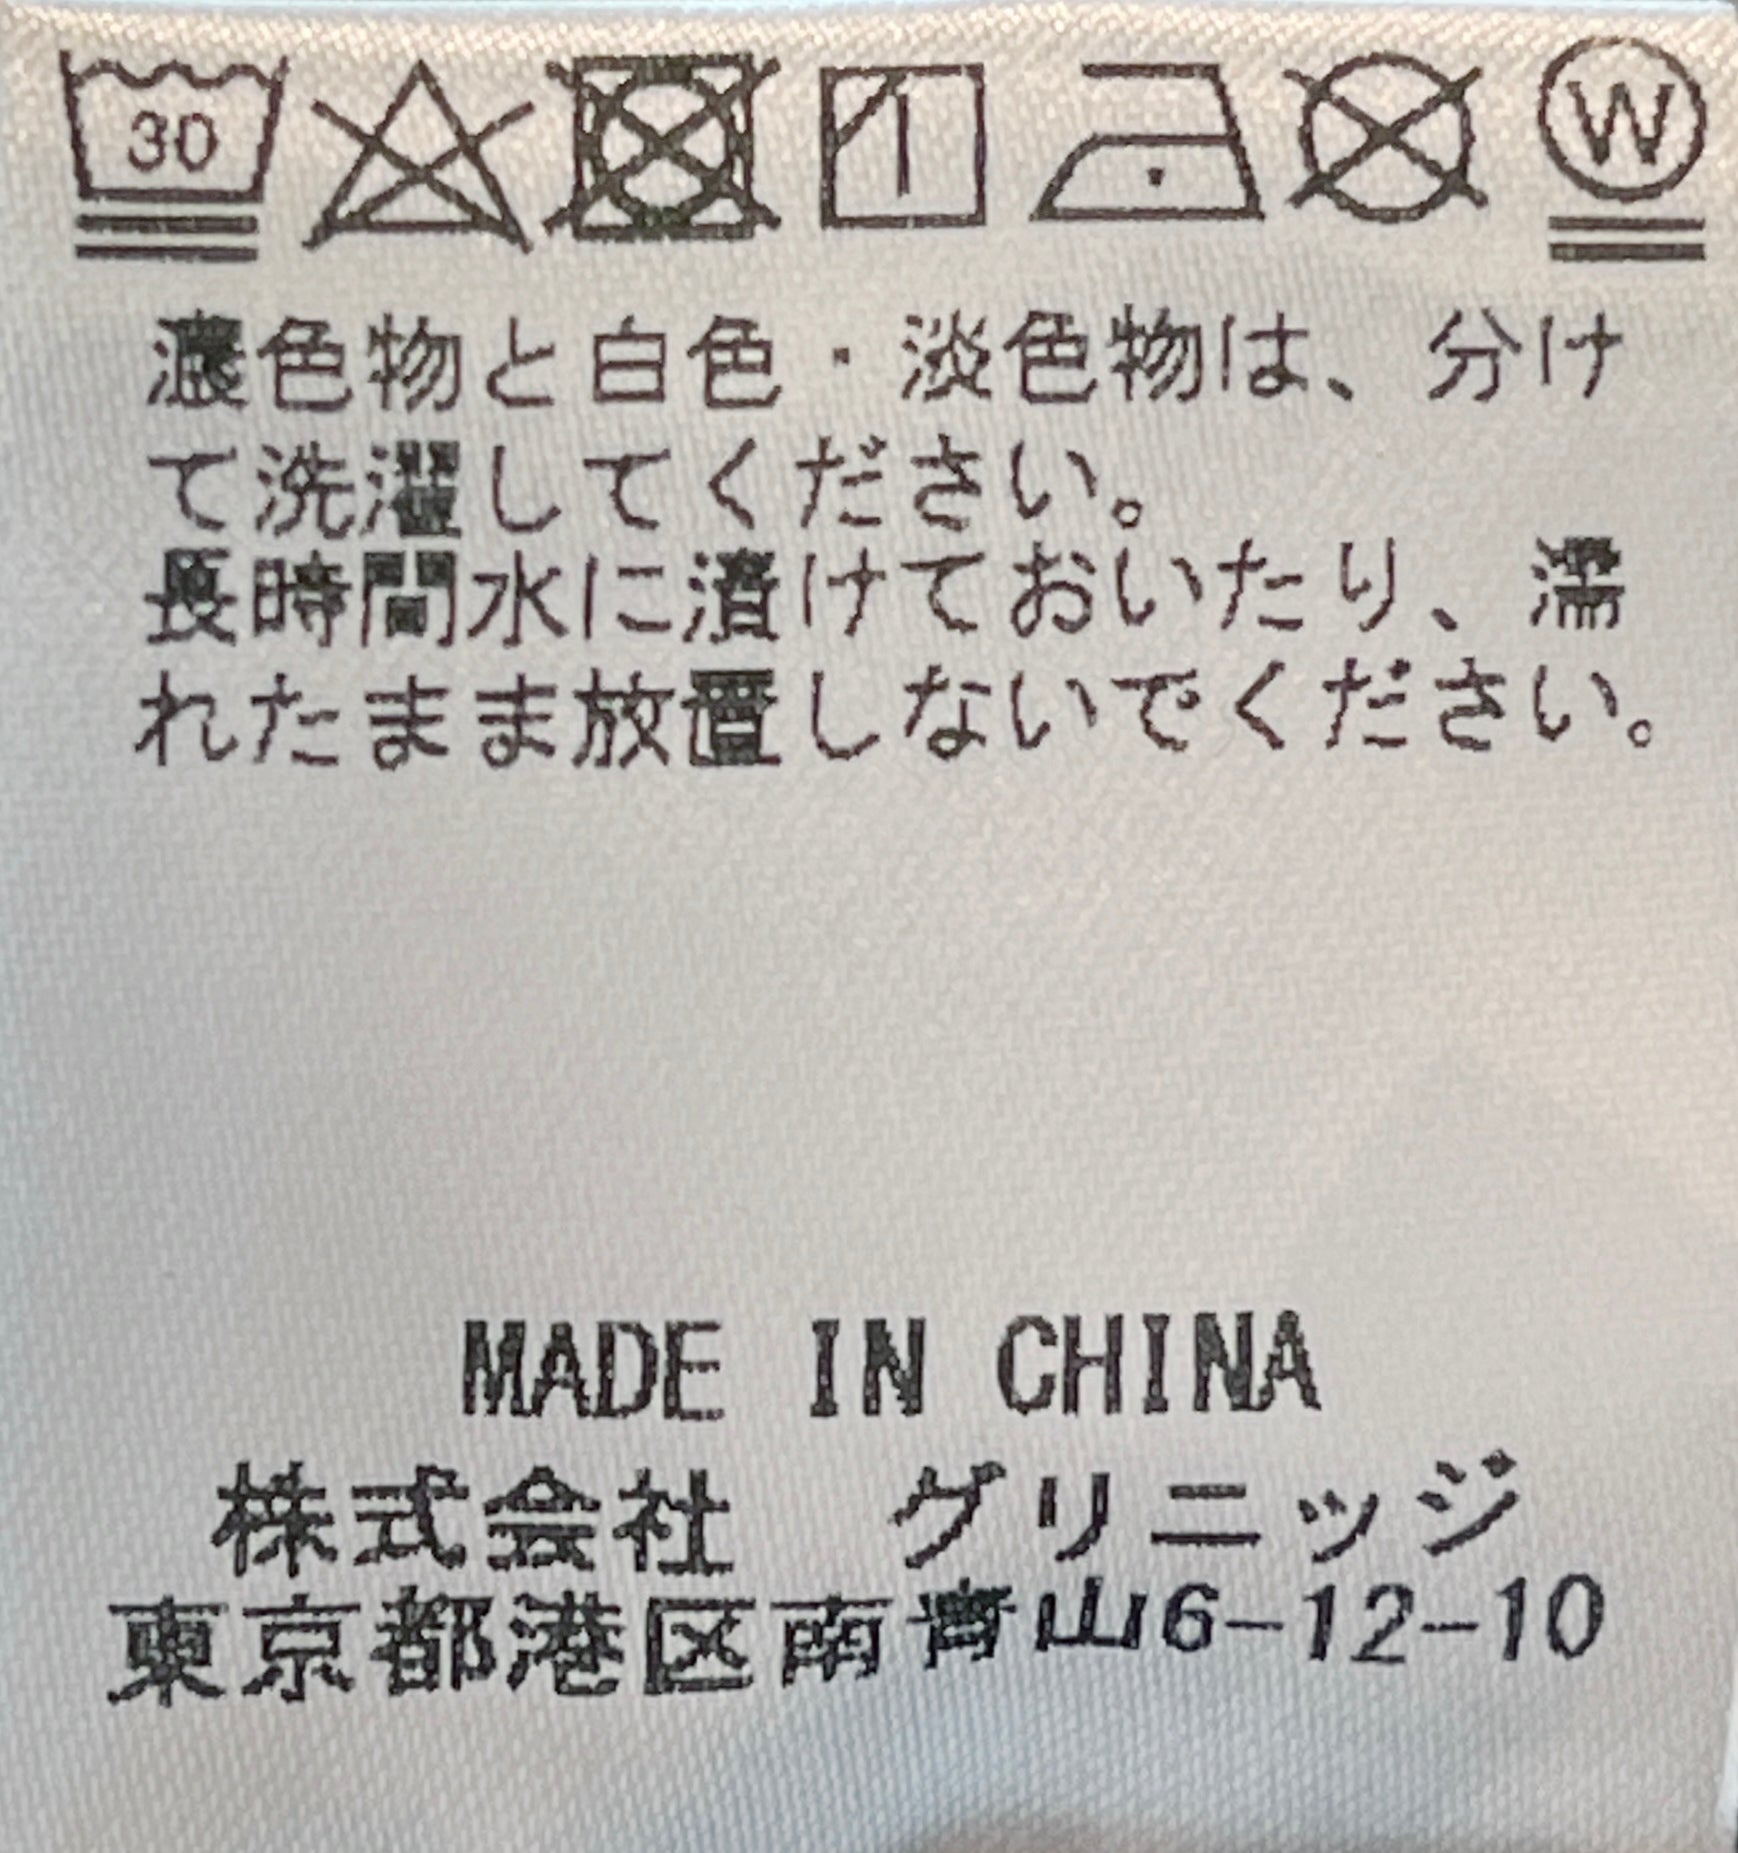 30 W
濃色物と白色・淡色物は、分け
て洗濯してください。
長時間水に漬けておいたり、濡
れたまま放置しないでください。
MADE IN CHINA
株式会社 グリニッジ
東京都港区南青山6-12-10